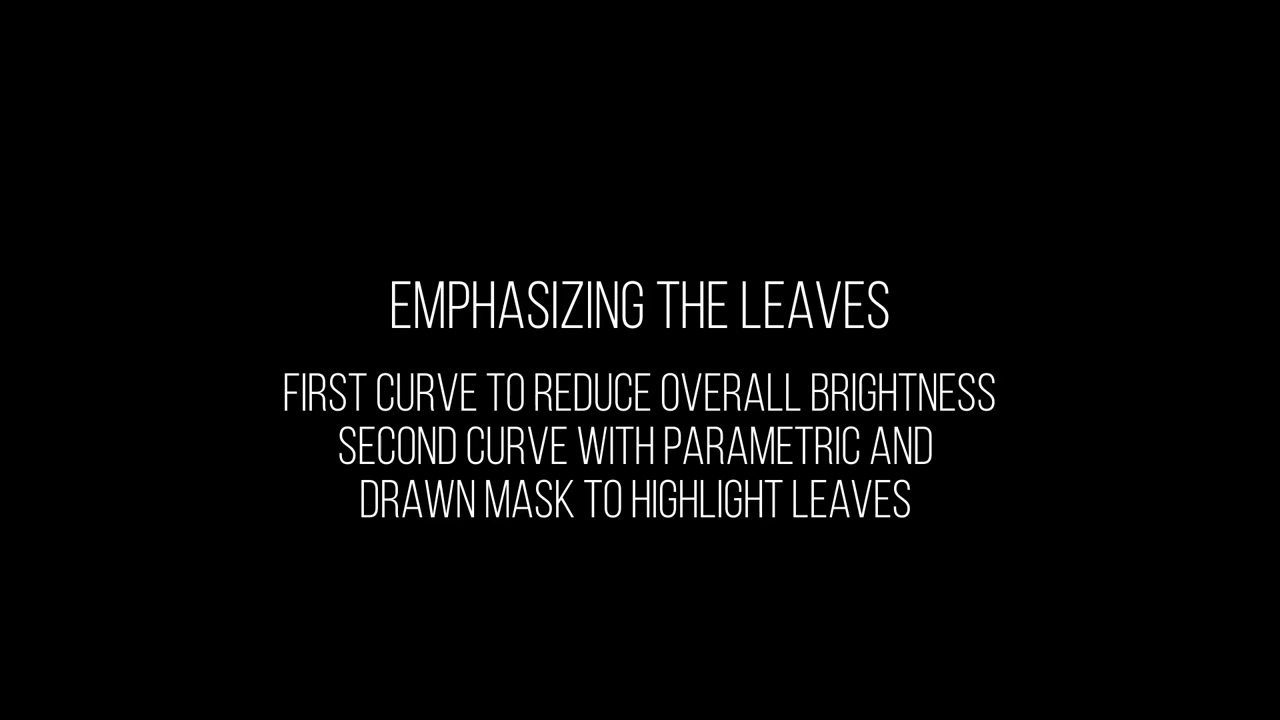 EMPHASIZING THE LEAVES
FIRST CURVE TO REDUCE OVERALL BRIGHTNESS
SECOND CURVE WITH PARAMETRIC AND
DRAWN MASK TO HIGHLIGHT LEAVES